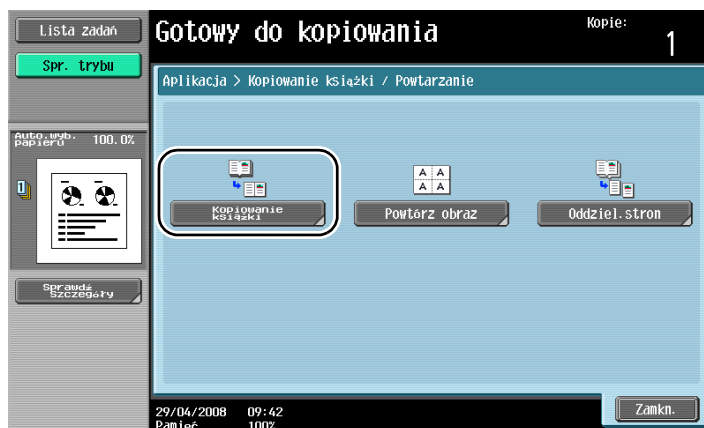 Lista zadań
Spr. trybu
Gotowy do kopiowania
Kopie:
1
Aplikacja > Kopiowanie książki / Powtarzanie
Auto.wyb.
papieru
100.0%
1
Sprawdź
Szczegóły
Kopiowanie
książki
A A
A A
Powtórz obraz
Oddziel.stron
29/04/2008 09:42
Pamięć 100%
Zamkn.